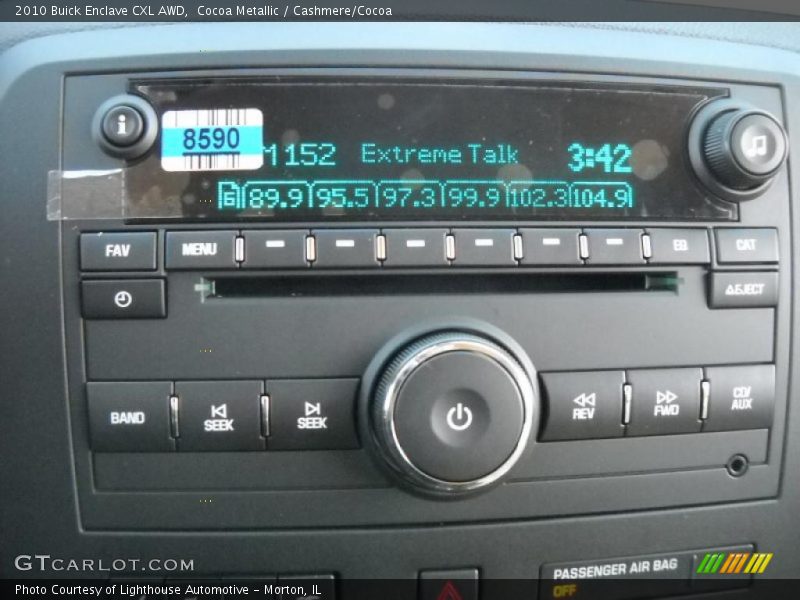 2010 Buick Enclave CXL AWD,  Cocoa Metallic / Cashmere/Cocoa
8590
M 152 Extreme Talk 3:42
89.9 95.5 97.3 99.9 102.3 104.9
FAV MENU EQ CAT
EJECT
BAND SEEK SEEK REV FWD CD/
AUX
GTCARLOT.COM
PASSENGER AIR BAG
OFF
Photo Courtesy of Lighthouse Automotive - Morton, IL